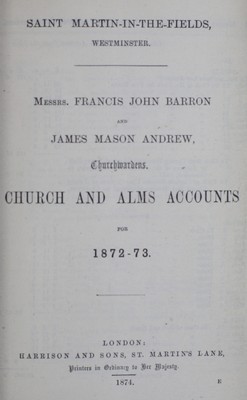 SAINT MARTIN-IN-THE-FIELDS,
WESTMINSTER.
MESSRS. FRANCIS JOHN BARRON
AND
JAMES MASON ANDREW,
Churchwardens.
CHURCH AND ALMS ACCOUNTS
FOR
1872-73.
LONDON:
HARRISON AND SONS, ST. MARTIN'S LANE,
Printers in Ordinary to Her Majesty
1874.
E